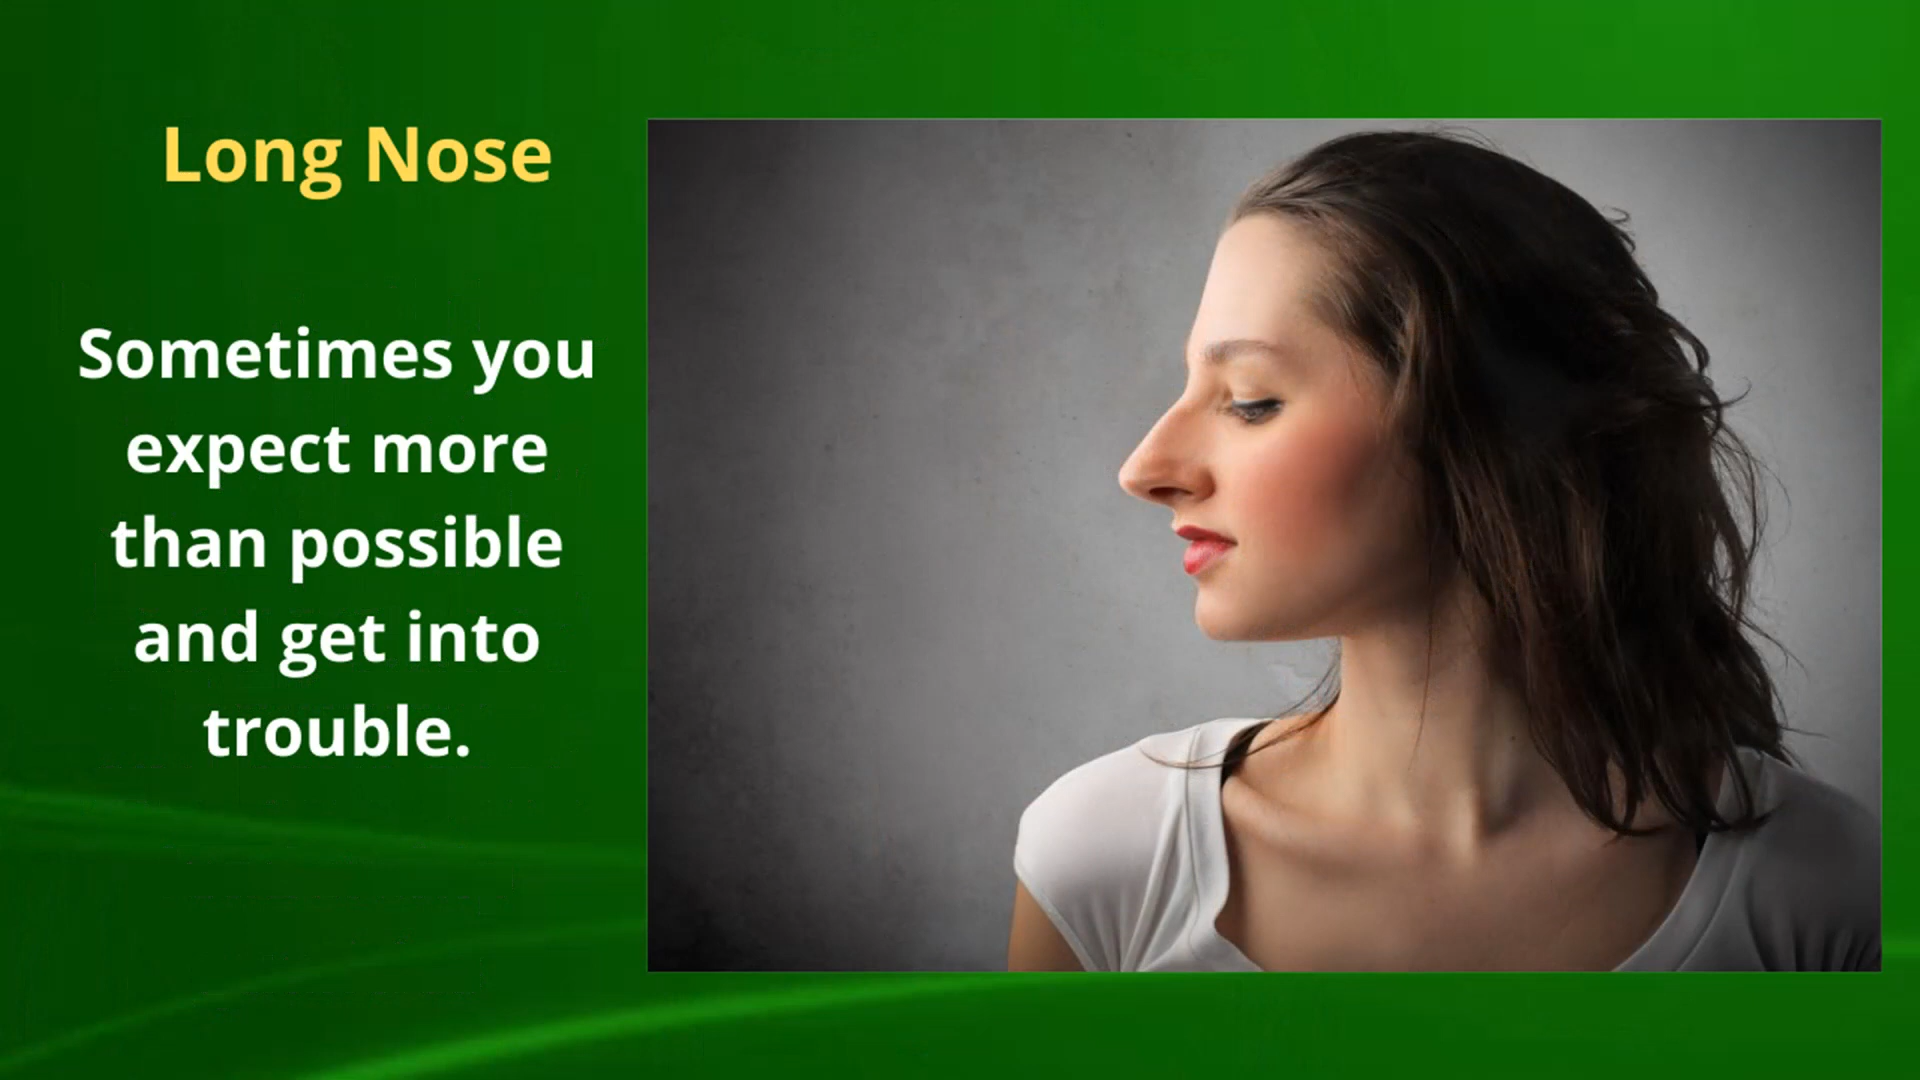 Long Nose
Sometimes you
expect more
than possible
and get into
trouble.